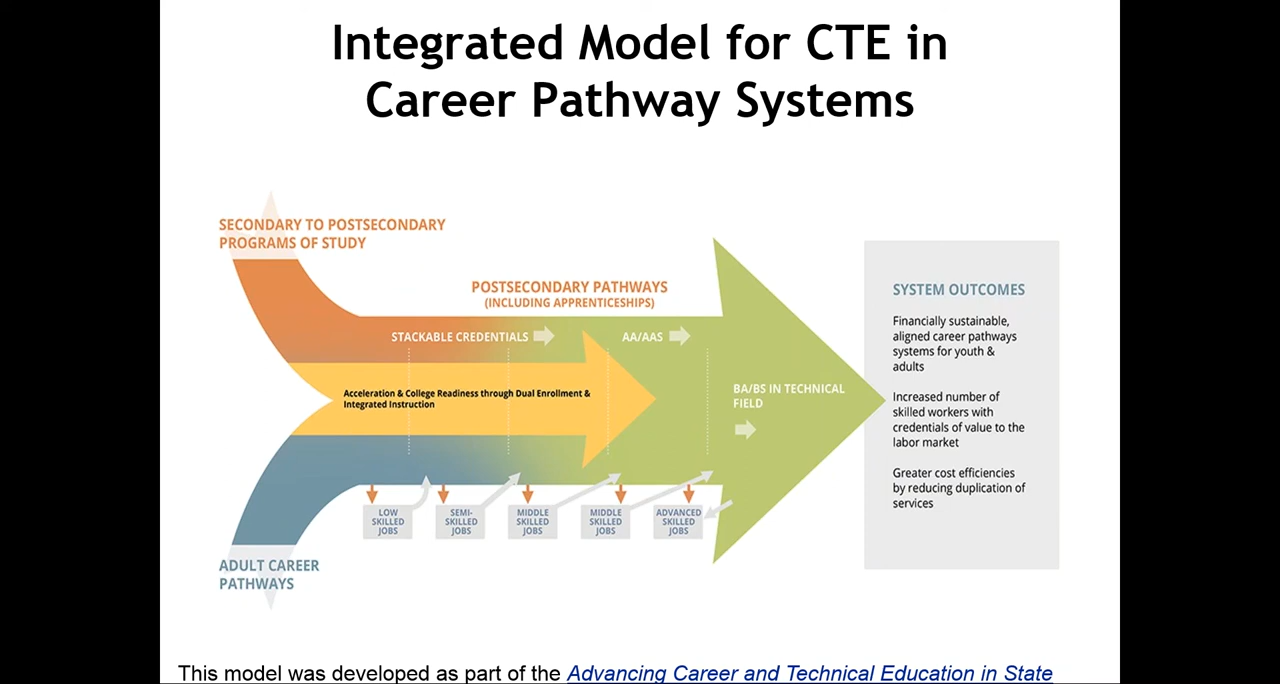 Integrated Model for CTE in
Career Pathway Systems
SECONDARY TO POSTSECONDARY
PROGRAMS OF STUDY
POSTSECONDARY PATHWAYS
(INCLUDING APPRENTICESHIPS)
STACKABLE CREDENTIALS
AA/AAS
Acceleration & College Readiness through Dual Enrollment &
Integrated Instruction
BA/BS IN TECHNICAL
FIELD
LOW
SKILLED
JOBS
SEMI-
SKILLED
JOBS
MIDDLE
SKILLED
JOBS
MIDDLE
SKILLED
JOBS
ADVANCED
SKILLED
JOBS
ADULT CAREER
PATHWAYS
SYSTEM OUTCOMES
Financially sustainable,
aligned career pathways
systems for youth &
adults
Increased number of
skilled workers with
credentials of value to the
labor market
Greater cost efficiencies
by reducing duplication of
services
This model was developed as part of the Advancing Career and Technical Education in State